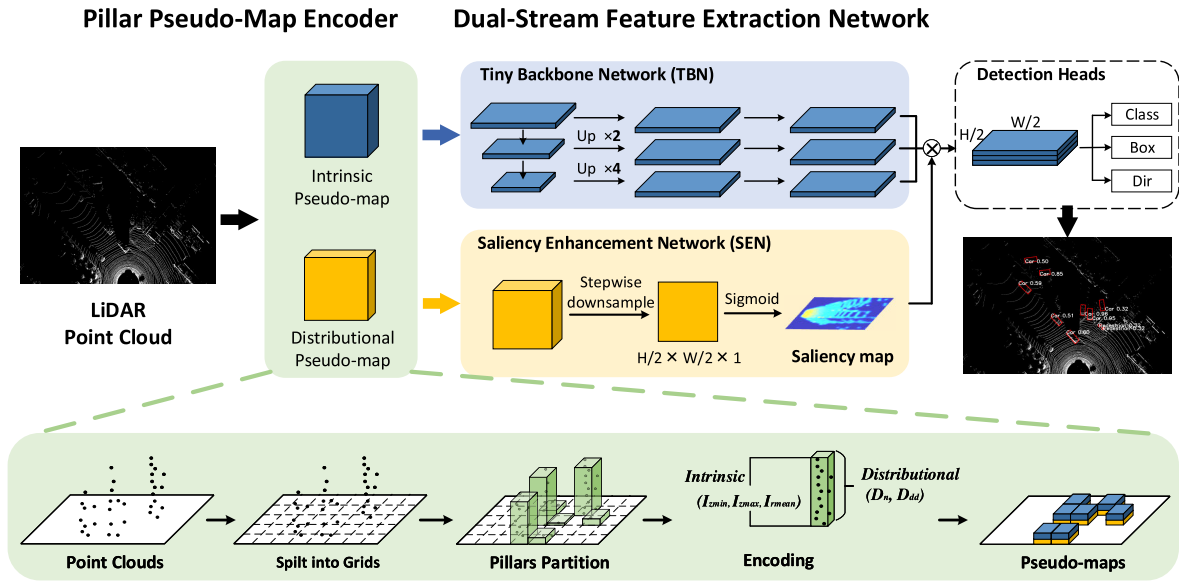 Pillar Pseudo-Map Encoder
Dual-Stream Feature Extraction Network
LiDAR
Point Cloud
Intrinsic
Pseudo-map
Distributional
Pseudo-map
Tiny Backbone Network (TBN)
Up ×2
Up ×4
Saliency Enhancement Network (SEN)
Stepwise
downsample
H/2 × W/2 × 1
Sigmoid
Saliency map
Detection Heads
H/2
W/2
Class
Box
Dir
Car 0.50
Car 0.85
Car 0.59
Car 0.51
Car 0.32
Car 0.95
Point Clouds
Spilt into Grids
Pillars Partition
Intrinsic
(Izmin, Izmax, Irmean)
Distributional
(Dn, Ddd)
Encoding
Pseudo-maps